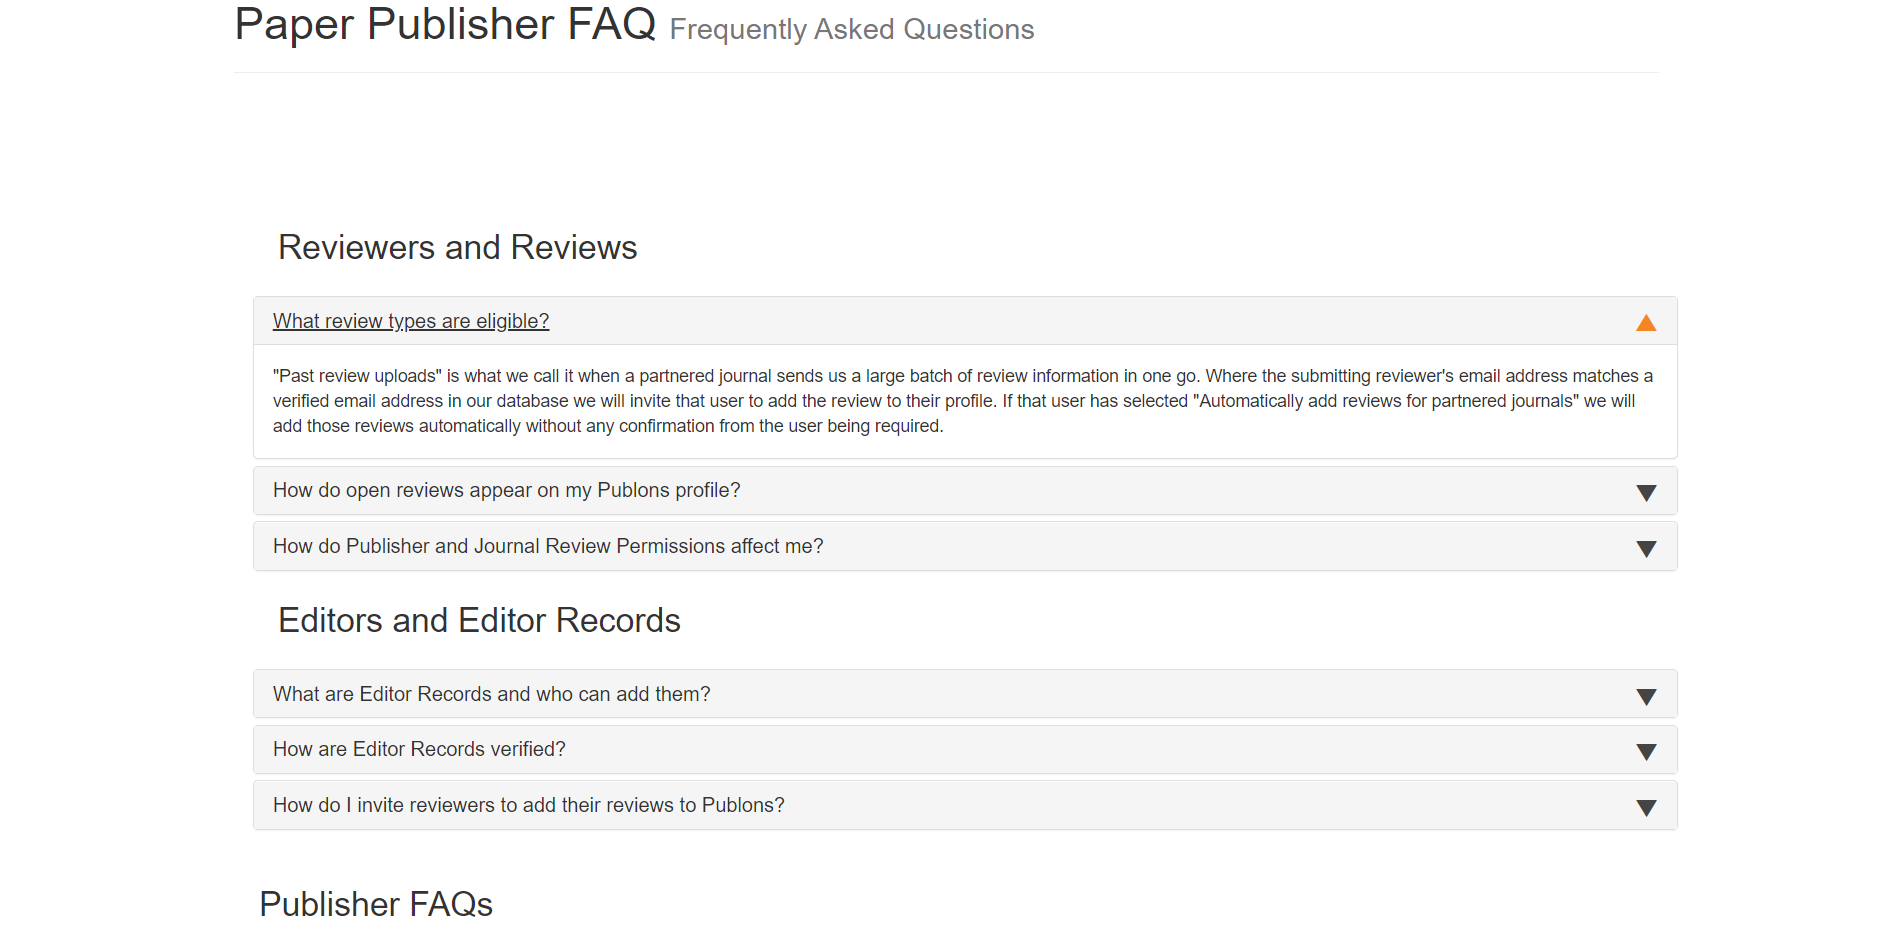 Paper Publisher FAQ Frequently Asked Questions
Reviewers and Reviews
What review types are eligible?
"Past review uploads" is what we call it when a partnered journal sends us a large batch of review information in one go. Where the submitting reviewer's email address matches a
verified email address in our database we will invite that user to add the review to their profile. If that user has selected "Automatically add reviews for partnered journals" we will
add those reviews automatically without any confirmation from the user being required.
How do open reviews appear on my Publons profile?
How do Publisher and Journal Review Permissions affect me?
Editors and Editor Records
What are Editor Records and who can add them?
How are Editor Records verified?
How do I invite reviewers to add their reviews to Publons?
Publisher FAQs